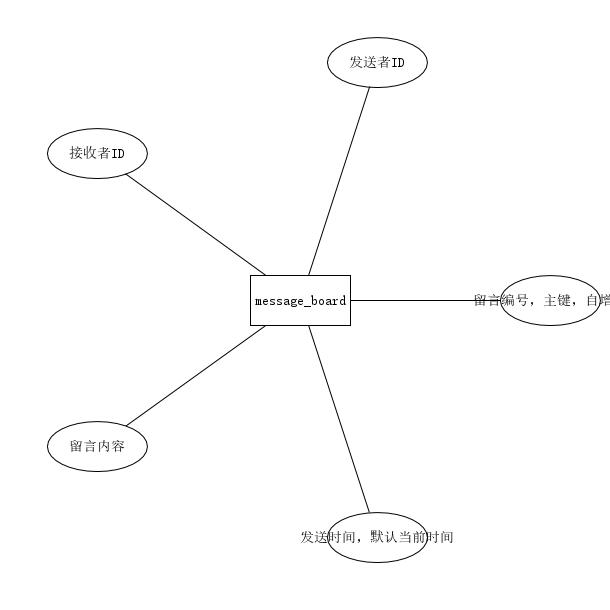 发送者ID
接收者ID
message_board
留言编号，主键，自增
留言内容
发送时间，默认当前时间